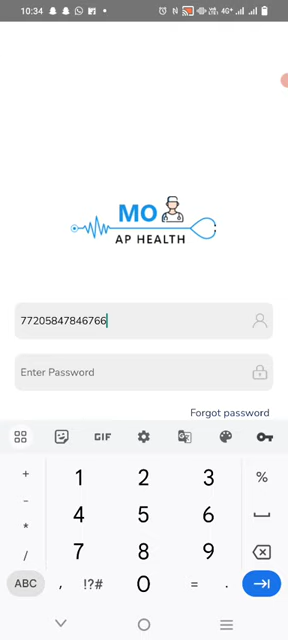 10:34
4G+
MO
AP HEALTH
77205847846766
Enter Password
Forgot password
GIF
+ 1 2 3 %
- 4 5 6
* 7 8 9
/
ABC , !?# 0 = .